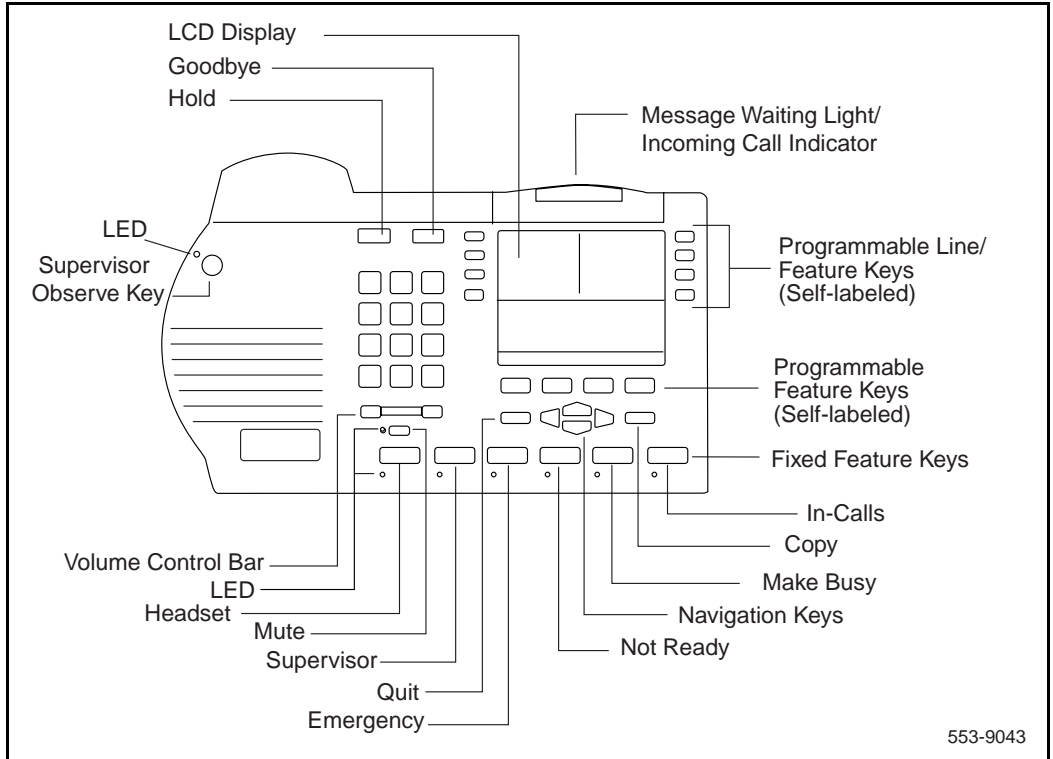 LCD Display
Goodbye
Hold
Message Waiting Light/
Incoming Call Indicator
LED
Supervisor
Observe Key
Programmable Line/
Feature Keys
(Self-labeled)
Programmable
Feature Keys
(Self-labeled)
Fixed Feature Keys
In-Calls
Copy
Make Busy
Navigation Keys
Not Ready
Volume Control Bar
LED
Headset
Mute
Supervisor
Quit
Emergency
553-9043